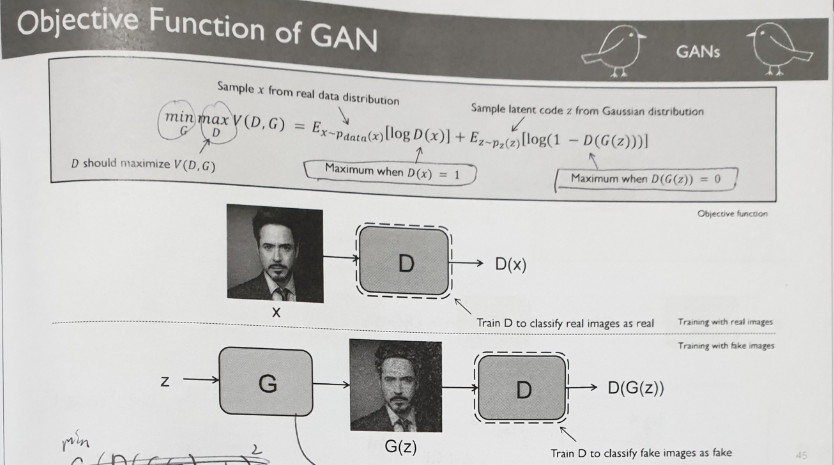 Objective Function of GAN
GANs
Sample x from real data distribution
Sample latent code z from Gaussian distribution
min_G max_D V(D,G) = E_{x~p_data(x)}[log D(x)] + E_{z~p_z(z)}[log(1 − D(G(z)))]
D should maximize V(D,G)
Maximum when D(x) = 1
Maximum when D(G(z)) = 0
Objective function
D
D(x)
x
Train D to classify real images as real
Training with real images
Training with fake images
z
G
D
D(G(z))
G(z)
Train D to classify fake images as fake
45
min
2